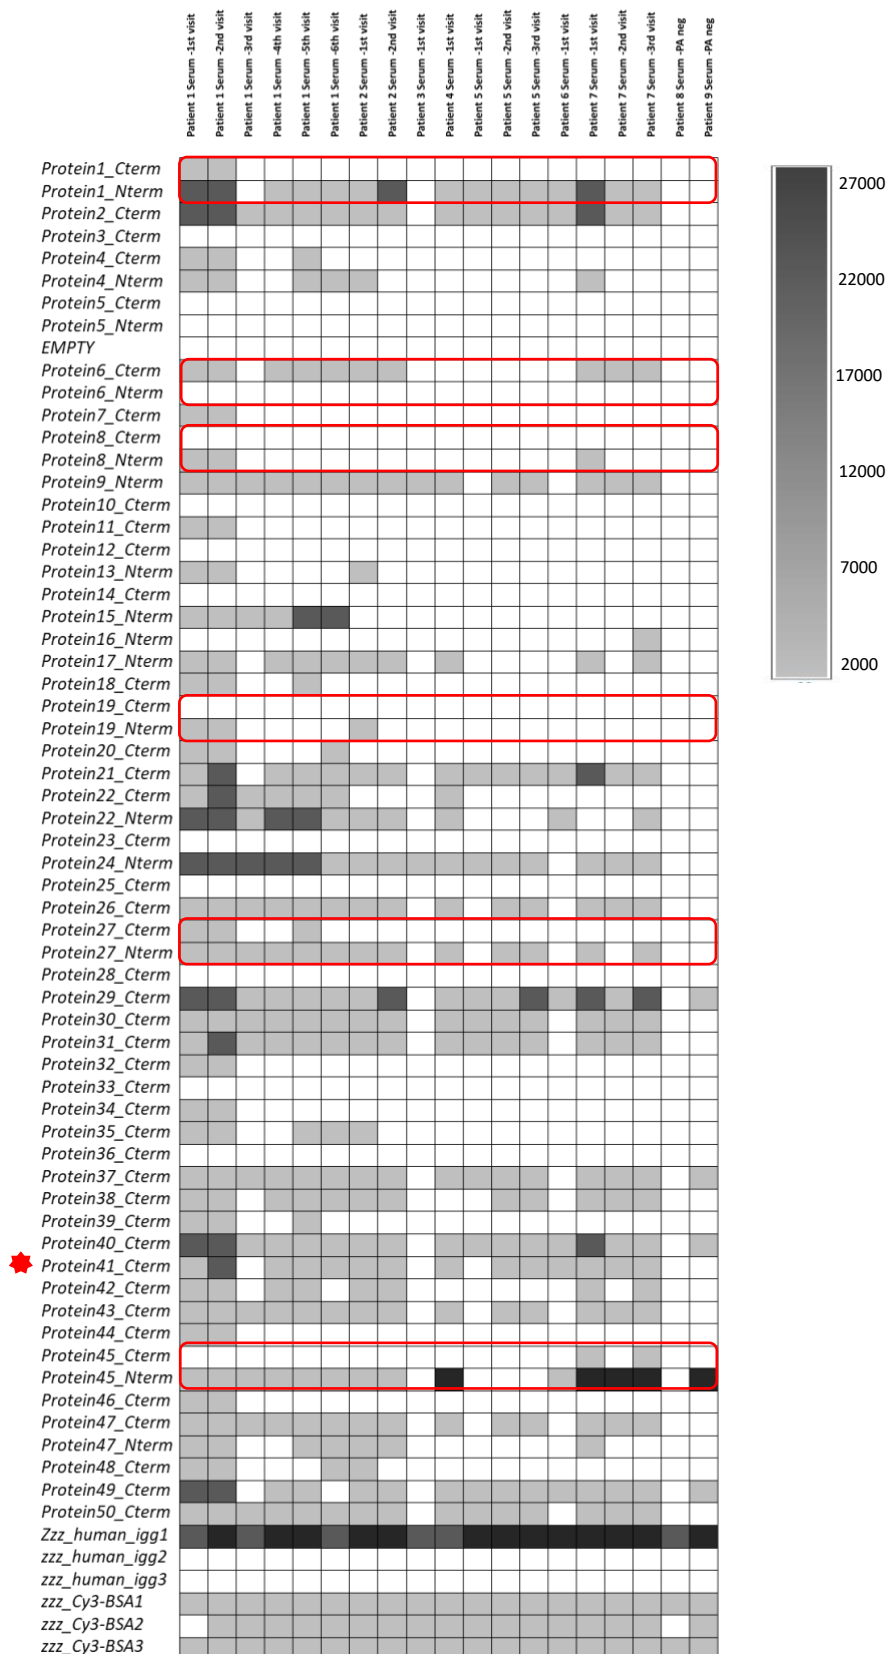 Patient 1 Serum -1st visit
Patient 1 Serum -2nd visit
Patient 1 Serum -3rd visit
Patient 1 Serum -4th visit
Patient 1 Serum -5th visit
Patient 1 Serum -6th visit
Patient 2 Serum -1st visit
Patient 2 Serum -2nd visit
Patient 3 Serum -1st visit
Patient 4 Serum -1st visit
Patient 5 Serum -1st visit
Patient 5 Serum -2nd visit
Patient 5 Serum -3rd visit
Patient 6 Serum -1st visit
Patient 7 Serum -1st visit
Patient 7 Serum -2nd visit
Patient 7 Serum -3rd visit
Patient 8 Serum -PA neg
Patient 9 Serum -PA neg
Protein1_Cterm
Protein1_Nterm
Protein2_Cterm
Protein3_Cterm
Protein4_Cterm
Protein4_Nterm
Protein5_Cterm
Protein5_Nterm
EMPTY
Protein6_Cterm
Protein6_Nterm
Protein7_Cterm
Protein8_Cterm
Protein8_Nterm
Protein9_Nterm
Protein10_Cterm
Protein11_Cterm
Protein12_Cterm
Protein13_Nterm
Protein14_Cterm
Protein15_Nterm
Protein16_Nterm
Protein17_Nterm
Protein18_Cterm
Protein19_Cterm
Protein19_Nterm
Protein20_Cterm
Protein21_Cterm
Protein22_Cterm
Protein22_Nterm
Protein23_Cterm
Protein24_Nterm
Protein25_Cterm
Protein26_Cterm
Protein27_Cterm
Protein27_Nterm
Protein28_Cterm
Protein29_Cterm
Protein30_Cterm
Protein31_Cterm
Protein32_Cterm
Protein33_Cterm
Protein34_Cterm
Protein35_Cterm
Protein36_Cterm
Protein37_Cterm
Protein38_Cterm
Protein39_Cterm
Protein40_Cterm
Protein41_Cterm
Protein42_Cterm
Protein43_Cterm
Protein44_Cterm
Protein45_Cterm
Protein45_Nterm
Protein46_Cterm
Protein47_Cterm
Protein47_Nterm
Protein48_Cterm
Protein49_Cterm
Protein50_Cterm
Zzz_human_igg1
zzz_human_igg2
zzz_human_igg3
zzz_Cy3-BSA1
zzz_Cy3-BSA2
zzz_Cy3-BSA3
27000
22000
17000
12000
7000
2000